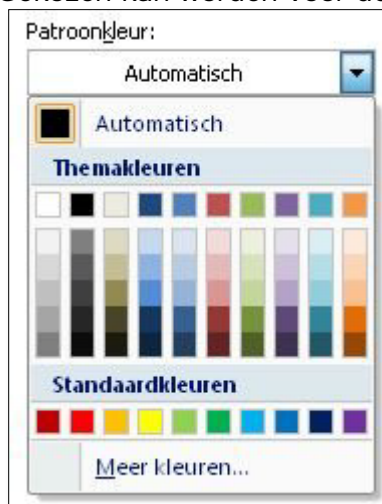 Patroonkleur:
Automatisch
Automatisch
Themakleuren
Standaardkleuren
Meer kleuren...